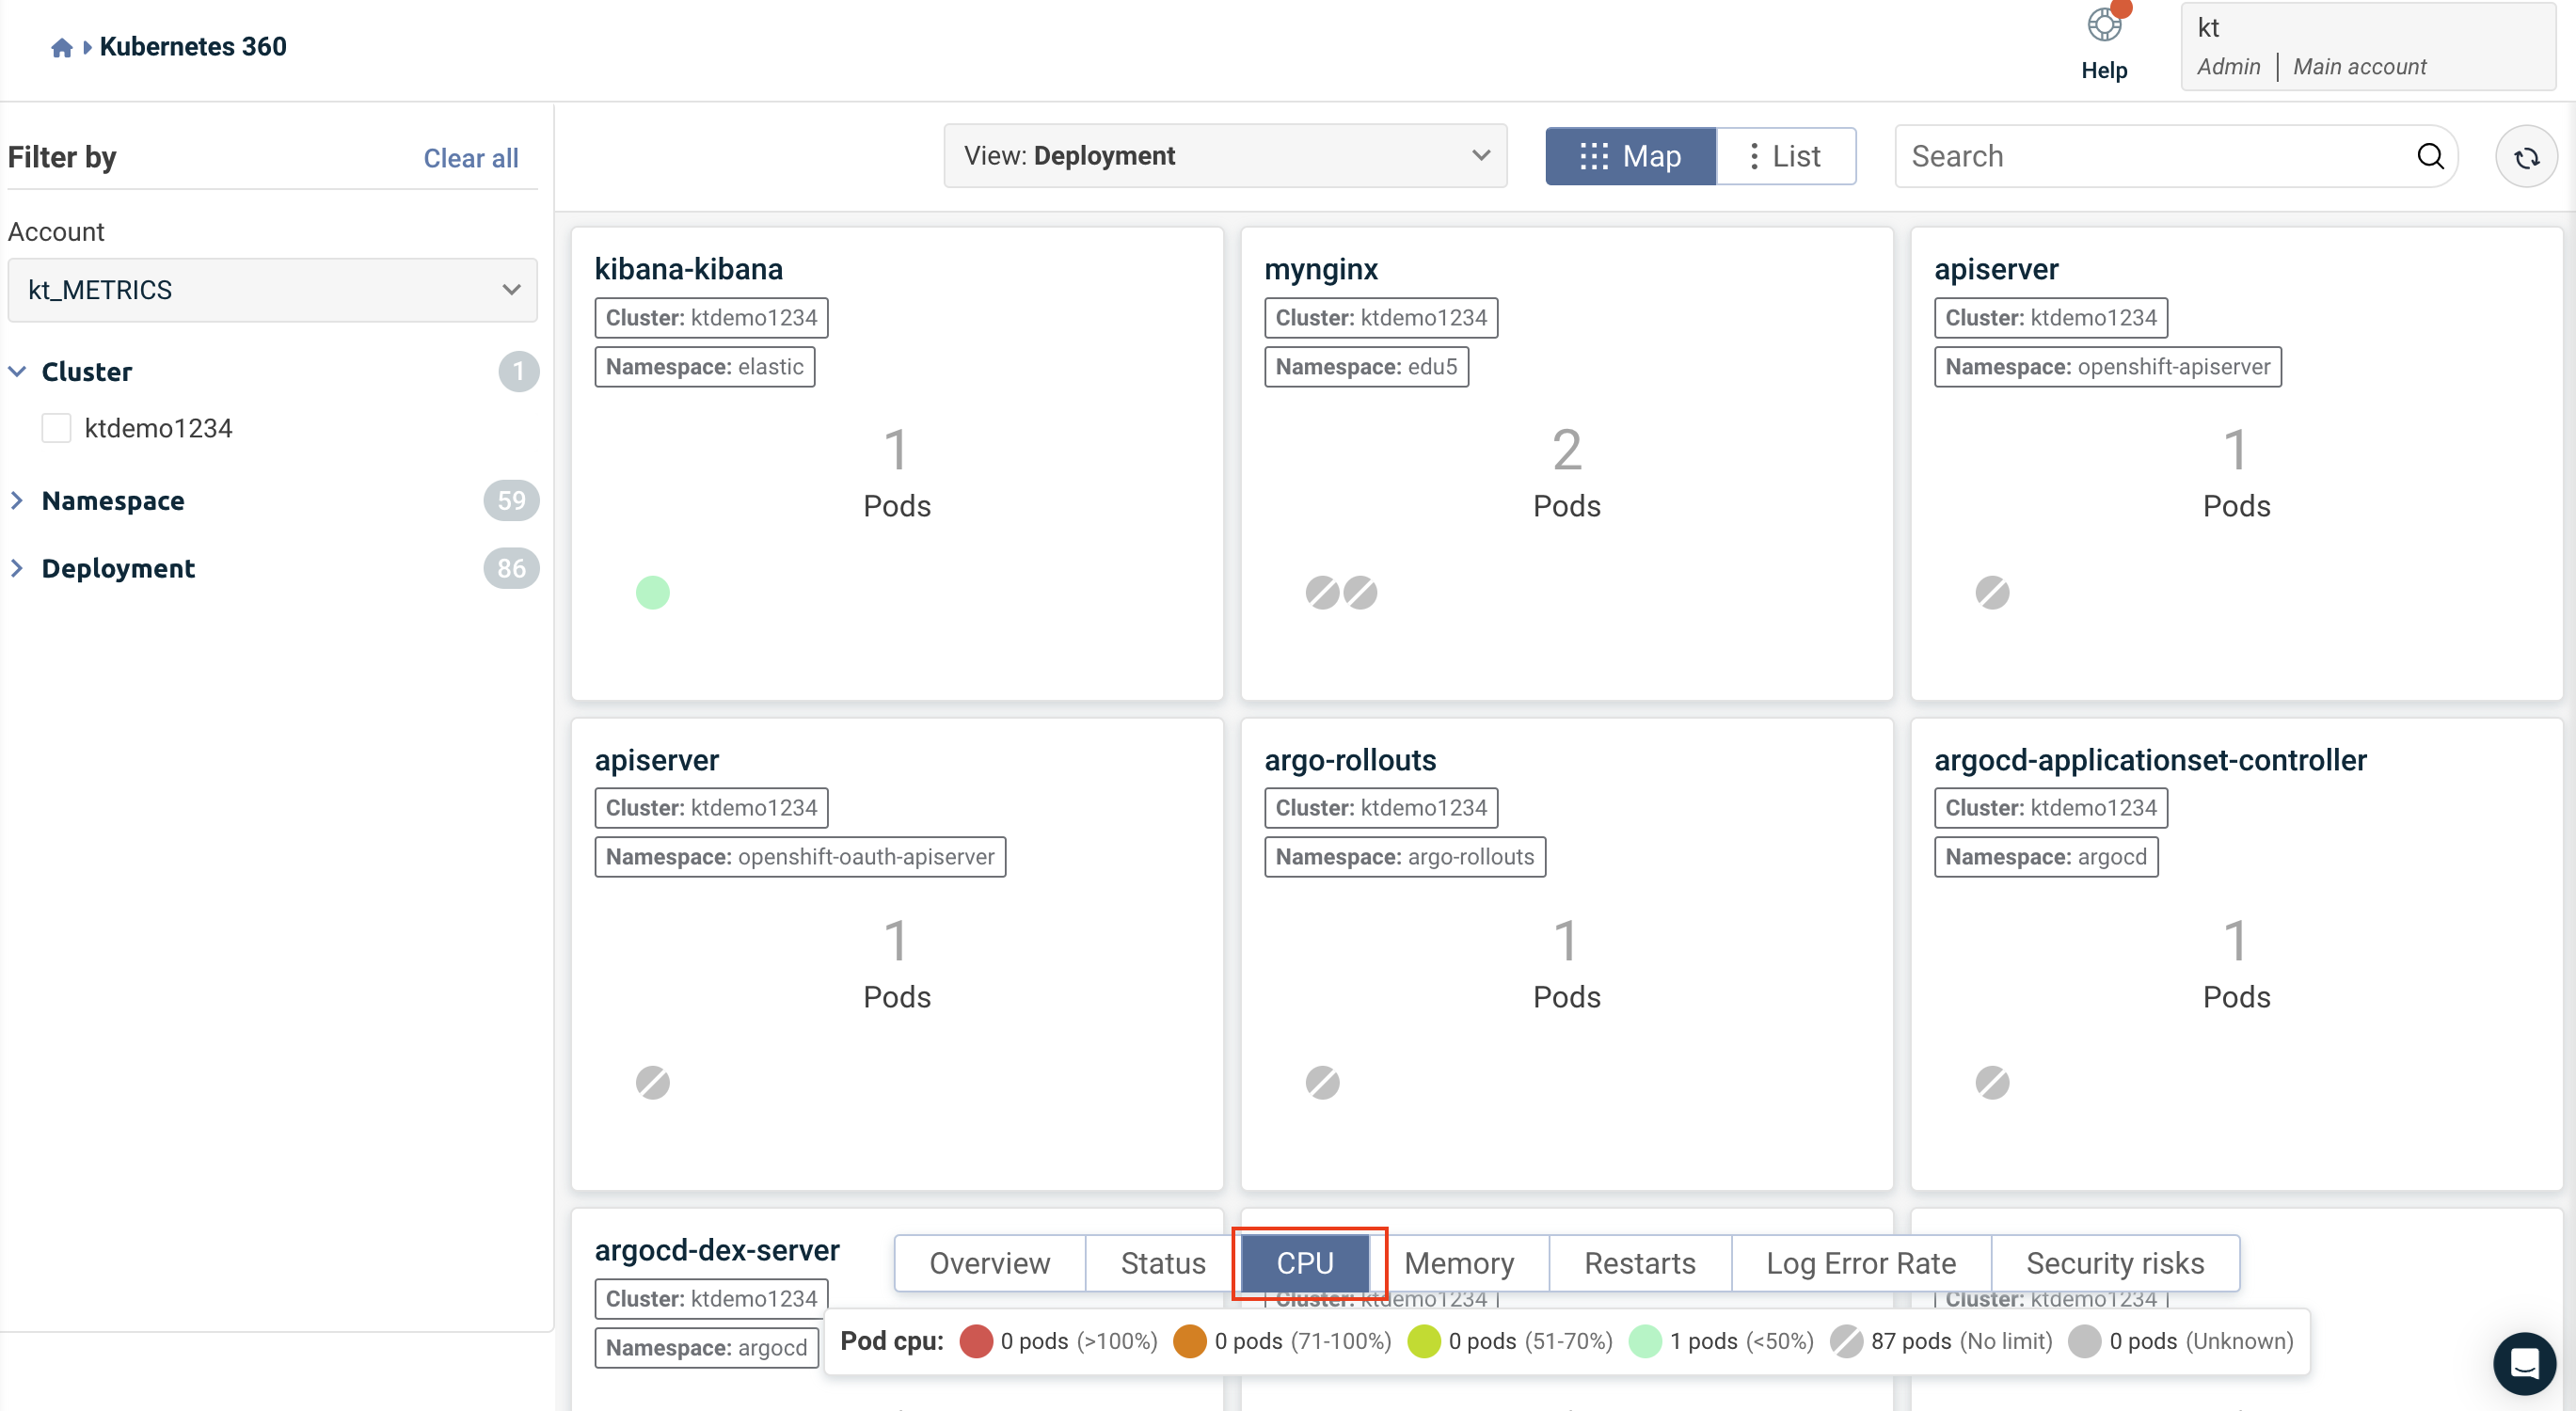 Kubernetes 360
Help
kt
Admin | Main account
Filter by
Clear all
Account
kt_METRICS
Cluster 1
ktdemo1234
Namespace 59
Deployment 86
View: Deployment
Map
List
Search
kibana-kibana
Cluster: ktdemo1234
Namespace: elastic
1
Pods
mynginx
Cluster: ktdemo1234
Namespace: edu5
2
Pods
apiserver
Cluster: ktdemo1234
Namespace: openshift-apiserver
1
Pods
apiserver
Cluster: ktdemo1234
Namespace: openshift-oauth-apiserver
1
Pods
argo-rollouts
Cluster: ktdemo1234
Namespace: argo-rollouts
1
Pods
argocd-applicationset-controller
Cluster: ktdemo1234
Namespace: argocd
1
Pods
argocd-dex-server
Cluster: ktdemo1234
Namespace: argocd
Cluster: ktdemo1234
Cluster: ktdemo1234
Overview
Status
CPU
Memory
Restarts
Log Error Rate
Security risks
Pod cpu: 0 pods (>100%) 0 pods (71-100%) 0 pods (51-70%) 1 pods (<50%) 87 pods (No limit) 0 pods (Unknown)